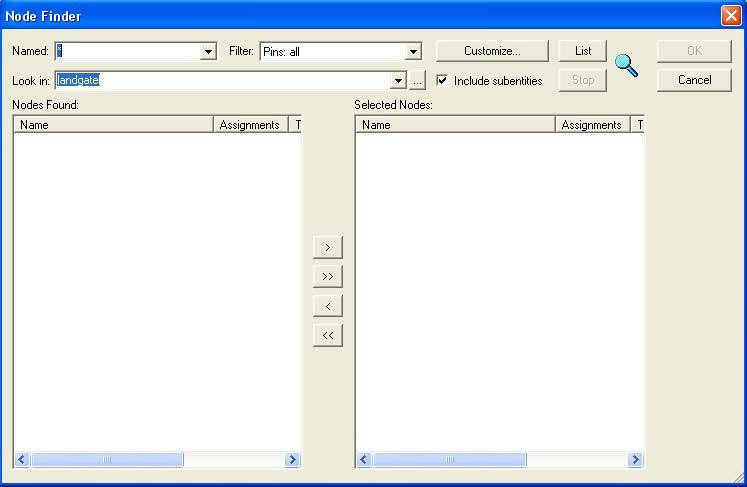 Node Finder
Named: * Filter: Pins: all Customize... List OK
Look in: |andgate| ... Include subentities Stop Cancel
Nodes Found: Selected Nodes:
Name Assignments T Name Assignments T
>
>>
<
<<